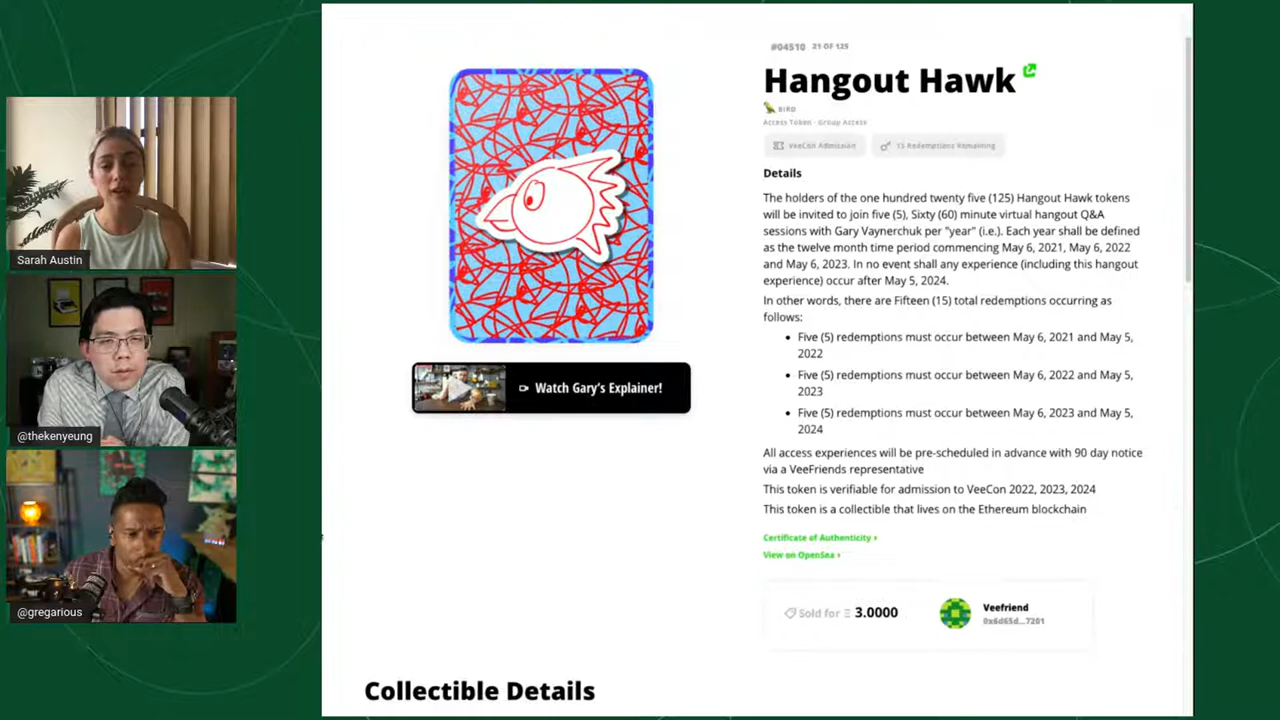 #04510 21 OF 125
Hangout Hawk
BIRD
Access Token · Group Access
VeeCon Admission
15 Redemptions Remaining
Details
The holders of the one hundred twenty five (125) Hangout Hawk tokens
will be invited to join five (5), Sixty (60) minute virtual hangout Q&A
sessions with Gary Vaynerchuk per "year" (i.e.). Each year shall be defined
as the twelve month time period commencing May 6, 2021, May 6, 2022
and May 6, 2023. In no event shall any experience (including this hangout
experience) occur after May 5, 2024.
In other words, there are Fifteen (15) total redemptions occurring as
follows:
• Five (5) redemptions must occur between May 6, 2021 and May 5,
2022
• Five (5) redemptions must occur between May 6, 2022 and May 5,
2023
• Five (5) redemptions must occur between May 6, 2023 and May 5,
2024
All access experiences will be pre-scheduled in advance with 90 day notice
via a VeeFriends representative
This token is verifiable for admission to VeeCon 2022, 2023, 2024
This token is a collectible that lives on the Ethereum blockchain
Certificate of Authenticity ›
View on OpenSea ›
Sold for Ξ 3.0000
Veefriend
0x6d65d...7201
Watch Gary's Explainer!
Collectible Details
Sarah Austin
@thekenyeung
@gregarious